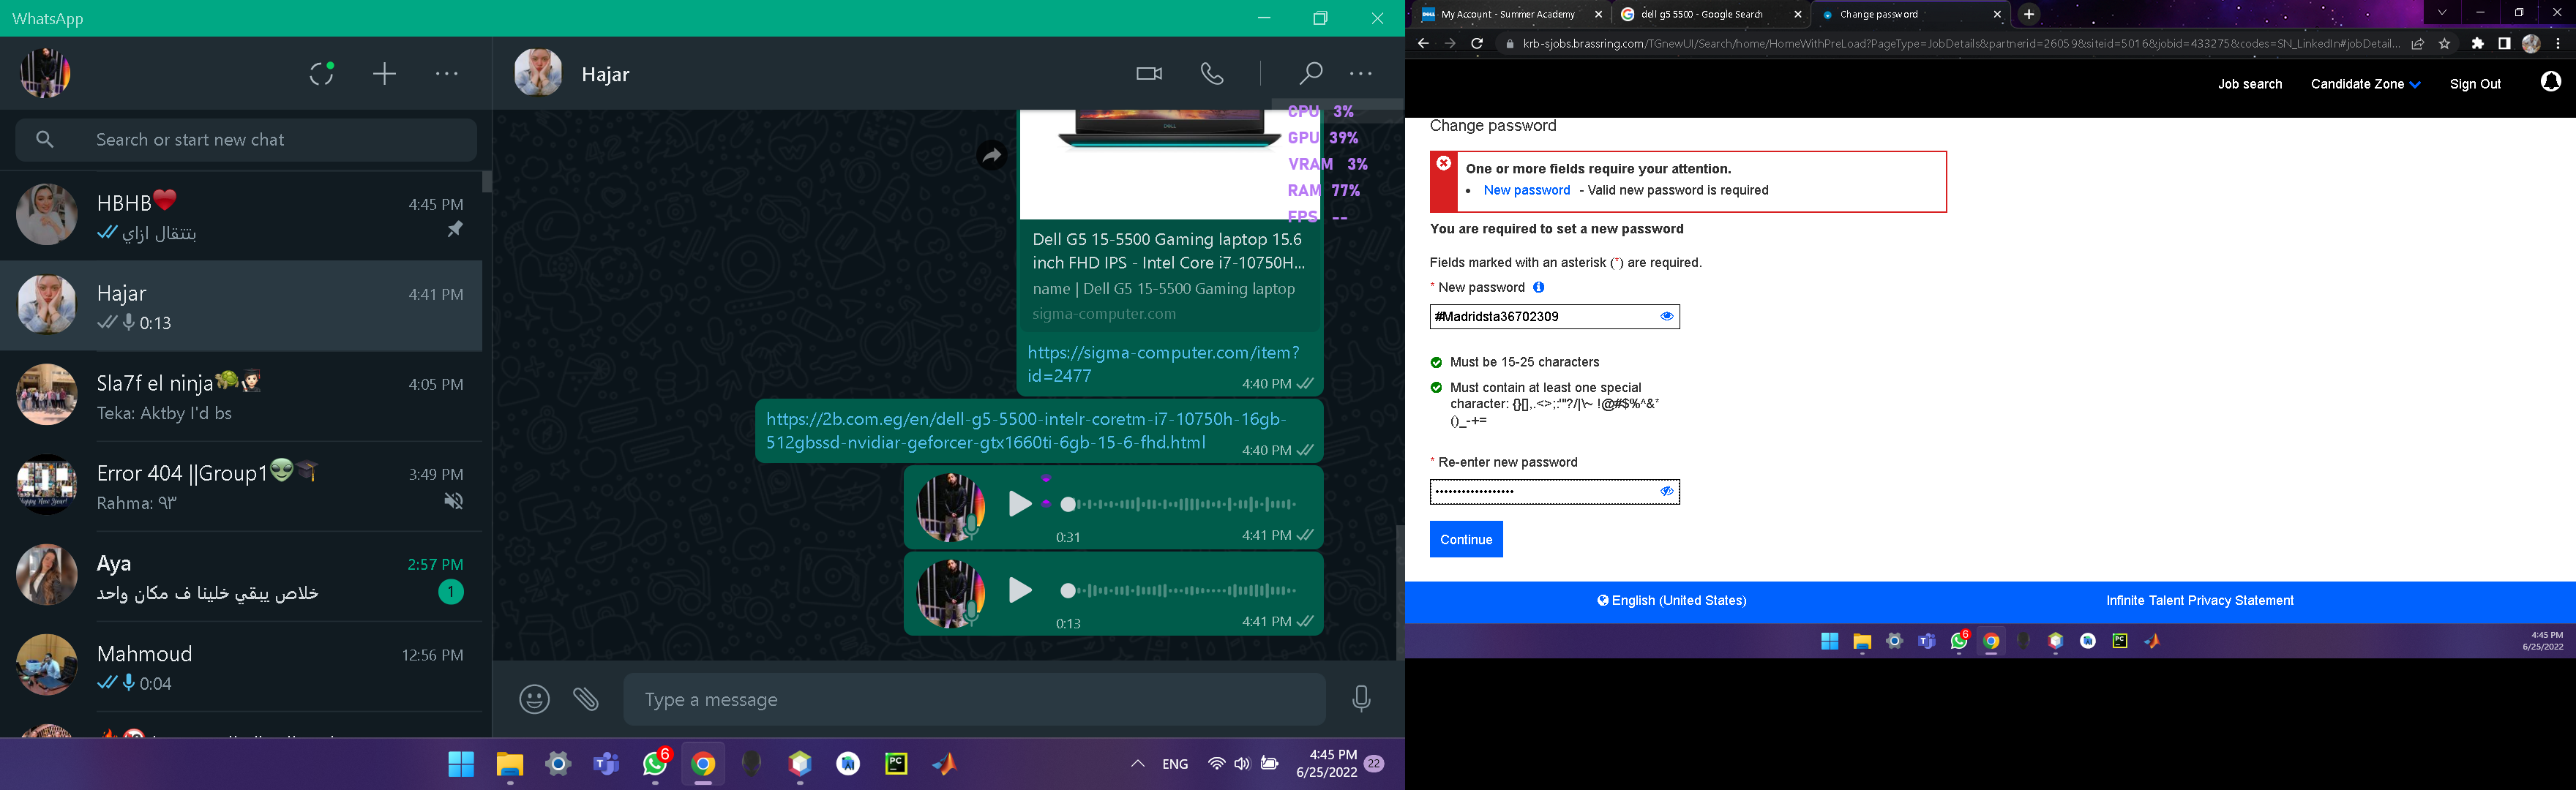 WhatsApp
Search or start new chat
HBHB❤️
4:45 PM
بتتقال ازاي
Hajar
4:41 PM
0:13
Sla7f el ninja🐢👩🏻‍🎓
4:05 PM
Teka: Aktby I'd bs
Error 404 ||Group1👽🎓
3:49 PM
Rahma: ٩٣
Aya
2:57 PM
خلاص يبقي خلينا ف مكان واحد
1
Mahmoud
12:56 PM
0:04
Hajar
CPU 3%
GPU 39%
VRAM 3%
RAM 77%
FPS --
Dell G5 15-5500 Gaming laptop 15.6
inch FHD IPS - Intel Core i7-10750H...
name | Dell G5 15-5500 Gaming laptop
sigma-computer.com
https://sigma-computer.com/item?
id=2477
4:40 PM
https://2b.com.eg/en/dell-g5-5500-intelr-coretm-i7-10750h-16gb-
512gbssd-nvidiar-geforcer-gtx1660ti-6gb-15-6-fhd.html
4:40 PM
0:31
4:41 PM
0:13
4:41 PM
Type a message
6
PC
ENG
4:45 PM
6/25/2022
22
My Account - Summer Academy
dell g5 5500 - Google Search
Change password
krb-sjobs.brassring.com/TGnewUI/Search/home/HomeWithPreLoad?PageType=JobDetails&partnerid=26059&siteid=5016&jobid=433275&codes=SN_LinkedIn#jobDetail...
Job search
Candidate Zone
Sign Out
Change password
One or more fields require your attention.
• New password - Valid new password is required
You are required to set a new password
Fields marked with an asterisk (*) are required.
* New password
#Madridsta36702309
Must be 15-25 characters
Must contain at least one special
character: {}[],.<>;:'"?/|\~ !@#$%^&*
()_-+=
* Re-enter new password
••••••••••••••••••
Continue
English (United States)
Infinite Talent Privacy Statement
6
PC
4:45 PM
6/25/2022